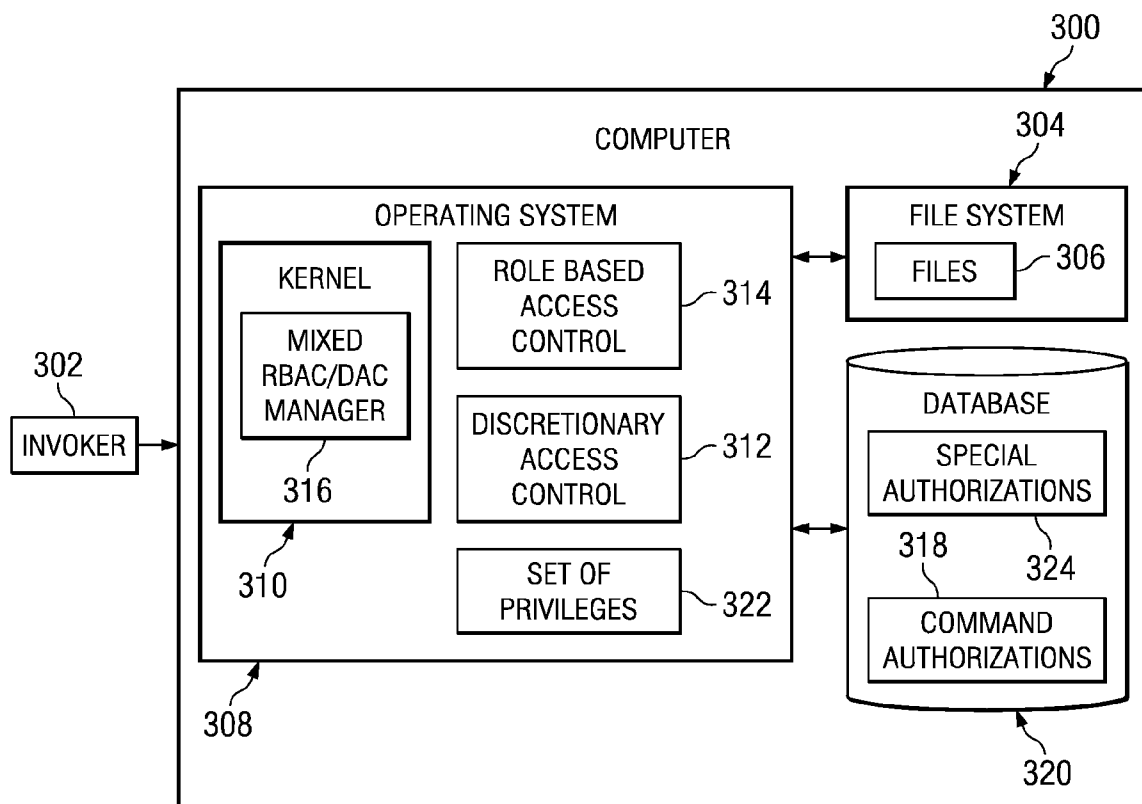 300
COMPUTER
304
OPERATING SYSTEM
FILE SYSTEM
FILES
306
KERNEL
ROLE BASED
ACCESS
CONTROL
314
MIXED
RBAC/DAC
MANAGER
316
302
INVOKER
DISCRETIONARY
ACCESS
CONTROL
312
DATABASE
SPECIAL
AUTHORIZATIONS
324
310
SET OF
PRIVILEGES
322
318
COMMAND
AUTHORIZATIONS
308
320